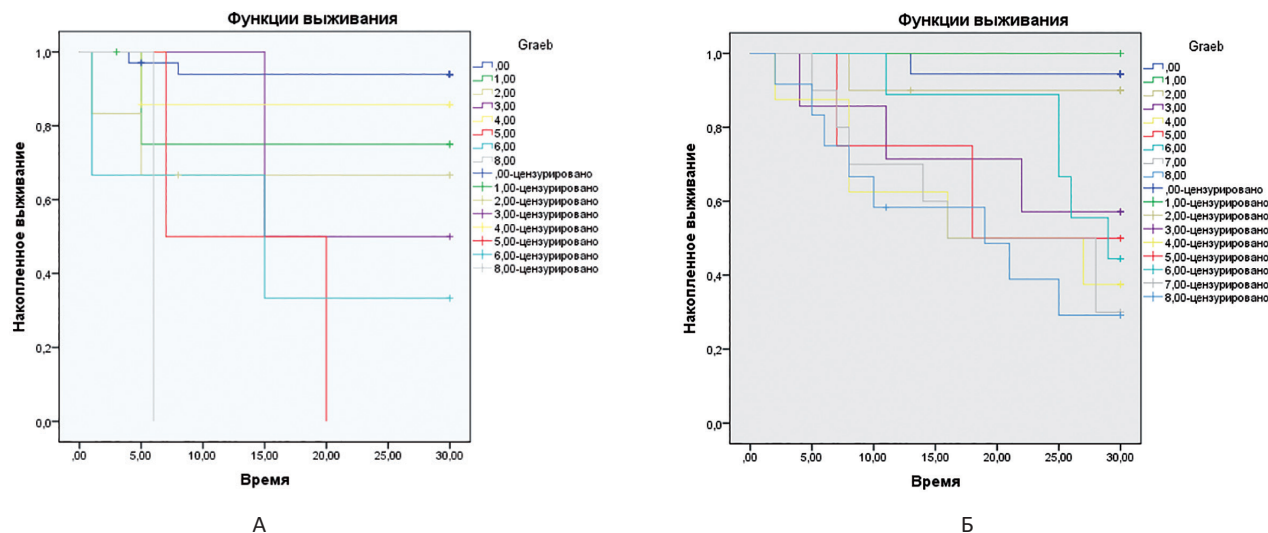 Функции выживания
Накопленное выживание
1,0
0,8
0,6
0,4
0,2
0,0
,00
5,00
10,00
15,00
20,00
25,00
30,00
Время
Graeb
,00
1,00
2,00
3,00
4,00
5,00
6,00
8,00
,00-цензурировано
1,00-цензурировано
2,00-цензурировано
3,00-цензурировано
4,00-цензурировано
5,00-цензурировано
6,00-цензурировано
8,00-цензурировано
А
Функции выживания
Накопленное выживание
1,0
0,8
0,6
0,4
0,2
0,0
,00
5,00
10,00
15,00
20,00
25,00
30,00
Время
Graeb
,00
1,00
2,00
3,00
4,00
5,00
6,00
7,00
8,00
,00-цензурировано
1,00-цензурировано
2,00-цензурировано
3,00-цензурировано
4,00-цензурировано
5,00-цензурировано
6,00-цензурировано
7,00-цензурировано
8,00-цензурировано
Б